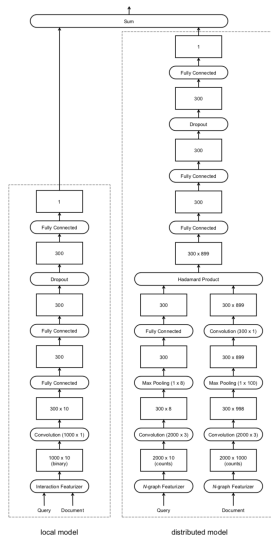 Sum
1
Fully Connected
300
Dropout
300
Fully Connected
300
Fully Connected
300 x 899
Hadamard Product
1
Fully Connected
300
Dropout
300
Fully Connected
300
Fully Connected
300 x 10
Convolution (1000 x 1)
1000 x 10
(binary)
Interaction Featurizer
Query Document
300
Fully Connected
300
Max Pooling (1 x 8)
300 x 8
Convolution (2000 x 3)
2000 x 10
(counts)
N-graph Featurizer
Query
300 x 899
Convolution (300 x 1)
300 x 899
Max Pooling (1 x 100)
300 x 998
Convolution (2000 x 3)
2000 x 1000
(counts)
N-graph Featurizer
Document
local model
distributed model